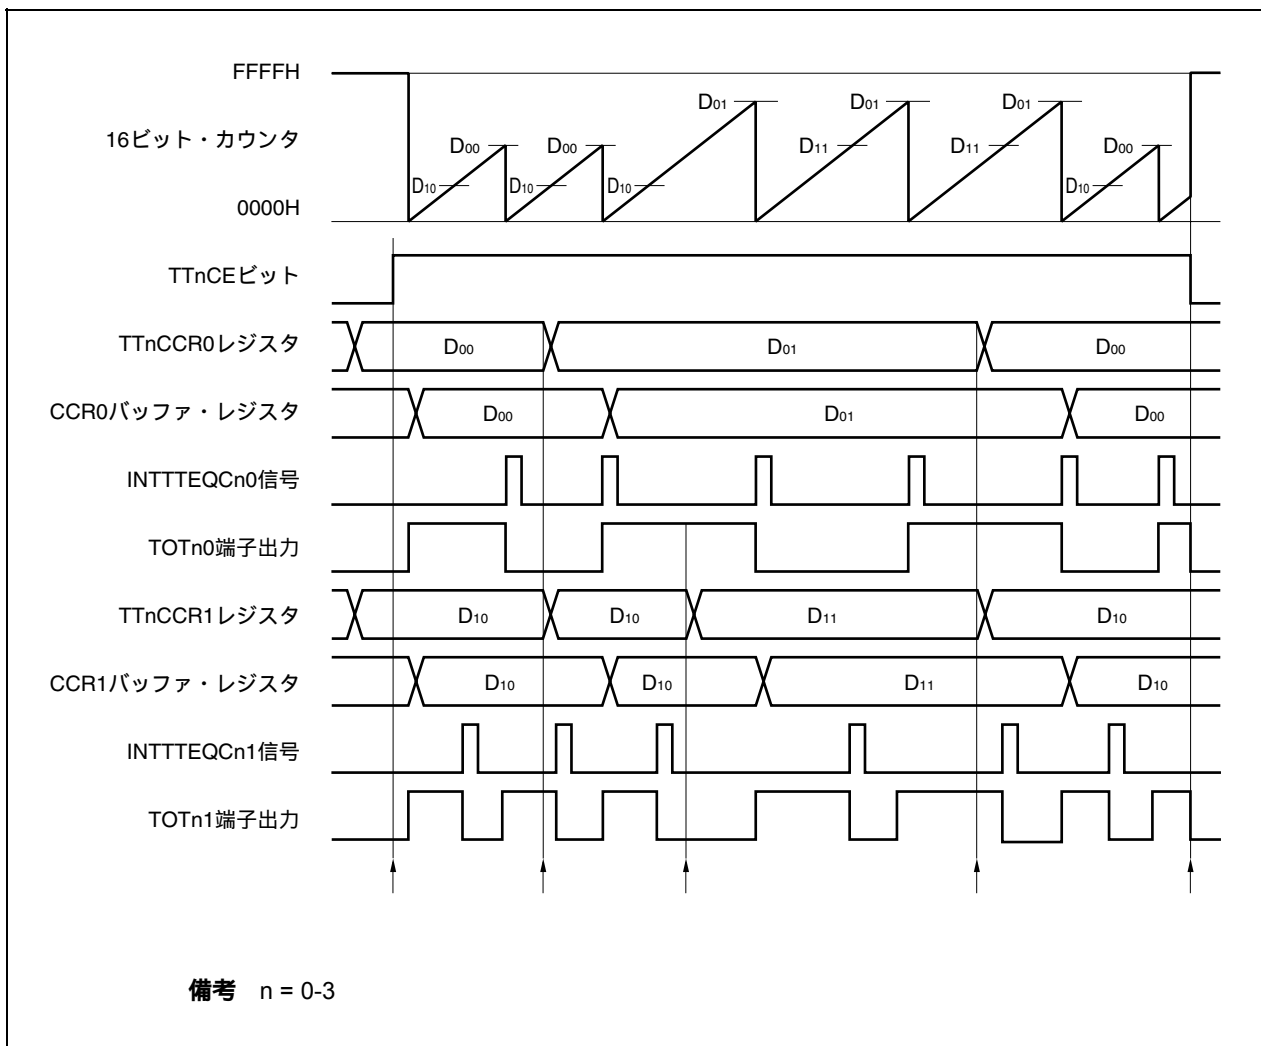 FFFFH
D01 D01 D01
16ビット・カウンタ
D00 D00 D11 D11 D00
D10 D10 D10 D10
0000H
TTnCEビット
TTnCCR0レジスタ D00 D01 D00
CCR0バッファ・レジスタ D00 D01 D00
INTTTEQCn0信号
TOTn0端子出力
TTnCCR1レジスタ D10 D10 D11 D10
CCR1バッファ・レジスタ D10 D10 D11 D10
INTTTEQCn1信号
TOTn1端子出力
備考 n = 0-3